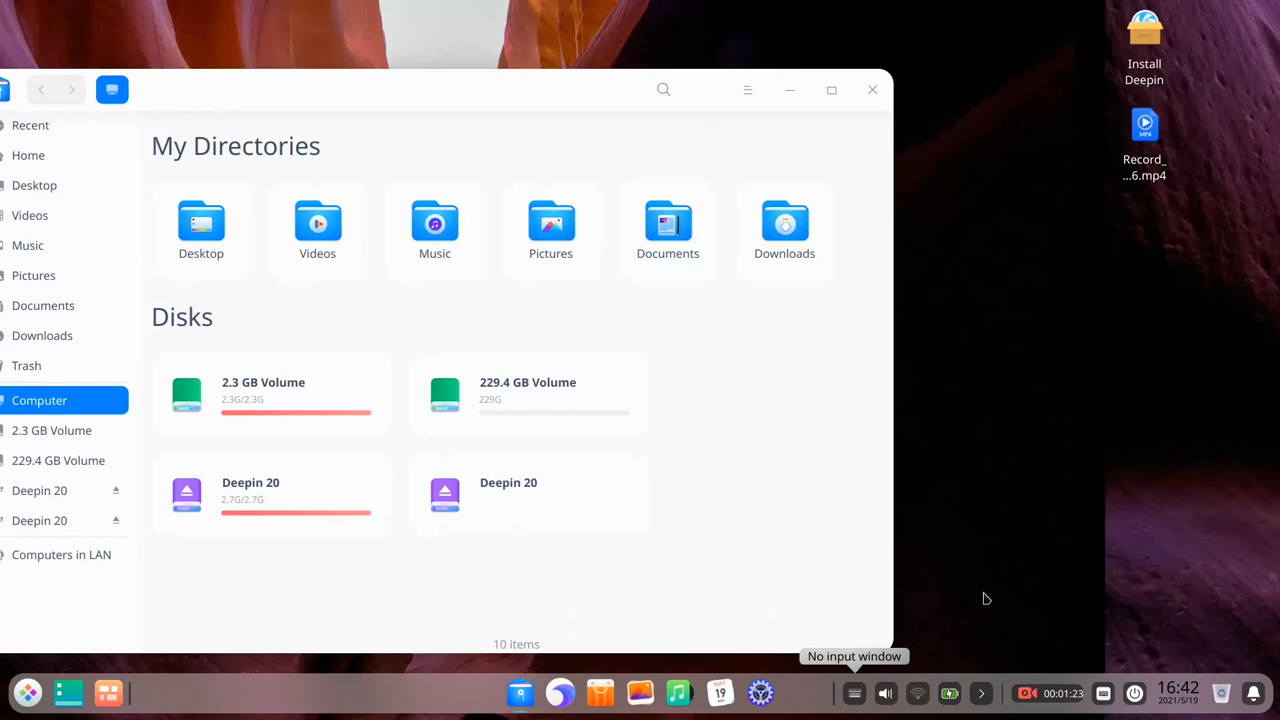 Install
Deepin
Record_
...6.mp4
Recent
Home
Desktop
Videos
Music
Pictures
Documents
Downloads
Trash
Computer
2.3 GB Volume
229.4 GB Volume
Deepin 20
Deepin 20
Computers in LAN
My Directories
Desktop
Videos
Music
Pictures
Documents
Downloads
Disks
2.3 GB Volume
2.3G/2.3G
229.4 GB Volume
229G
Deepin 20
2.7G/2.7G
Deepin 20
10 items
No input window
MP4
MAY
19
00:01:23
16:42
2021/5/19